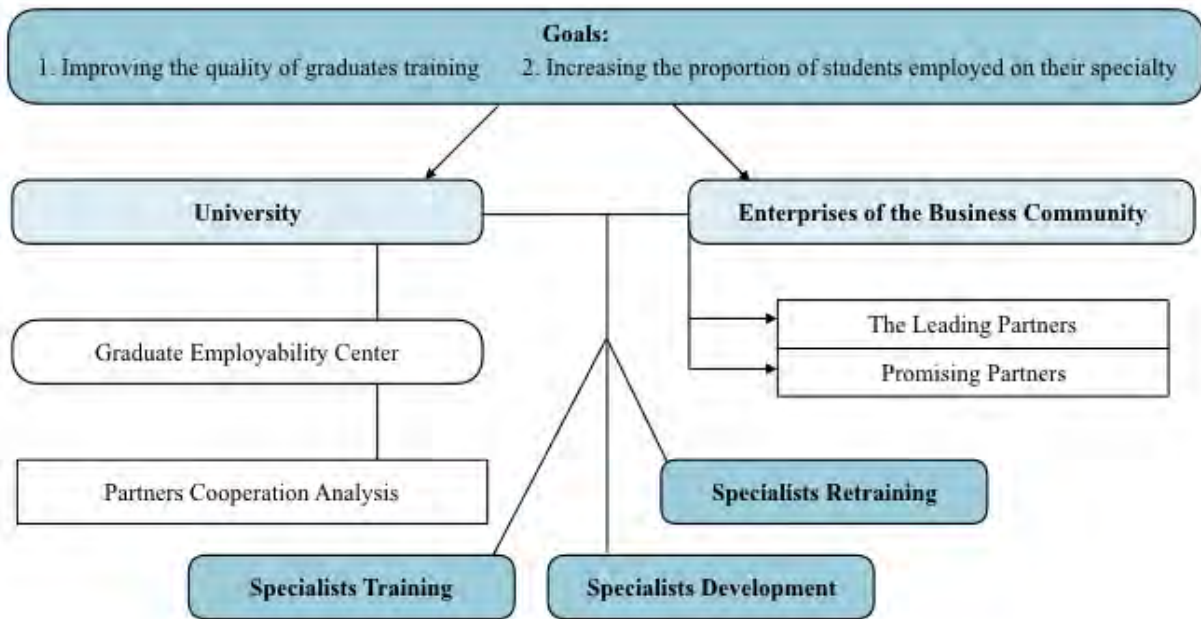 Goals:
1. Improving the quality of graduates training 2. Increasing the proportion of students employed on their specialty
University
Enterprises of the Business Community
Graduate Employability Center
The Leading Partners
Promising Partners
Partners Cooperation Analysis
Specialists Retraining
Specialists Training
Specialists Development